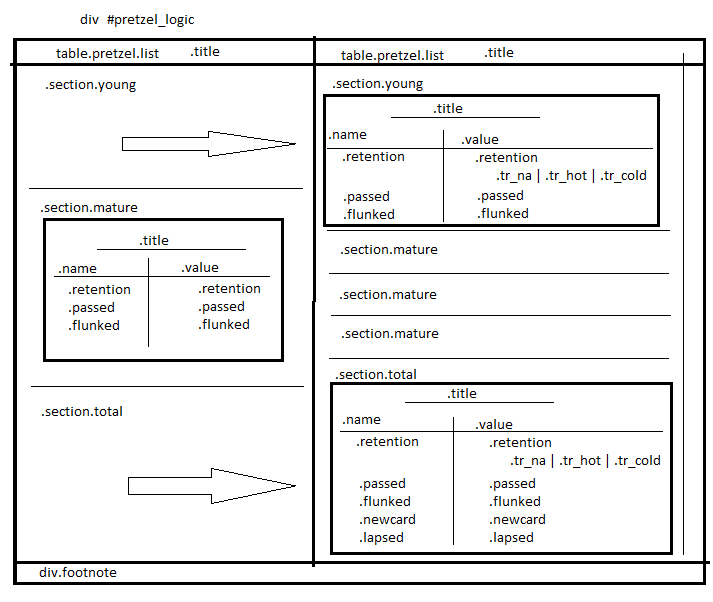 div #pretzel_logic
table.pretzel.list .title
.section.young
.section.mature
.title
.name .value
.retention .retention
.passed .passed
.flunked .flunked
.section.total
table.pretzel.list .title
.section.young
.title
.name .value
.retention .retention
.tr_na | .tr_hot | .tr_cold
.passed .passed
.flunked .flunked
.section.mature
.section.mature
.section.mature
.section.total
.title
.name .value
.retention .retention
.tr_na | .tr_hot | .tr_cold
.passed .passed
.flunked .flunked
.newcard .newcard
.lapsed .lapsed
div.footnote